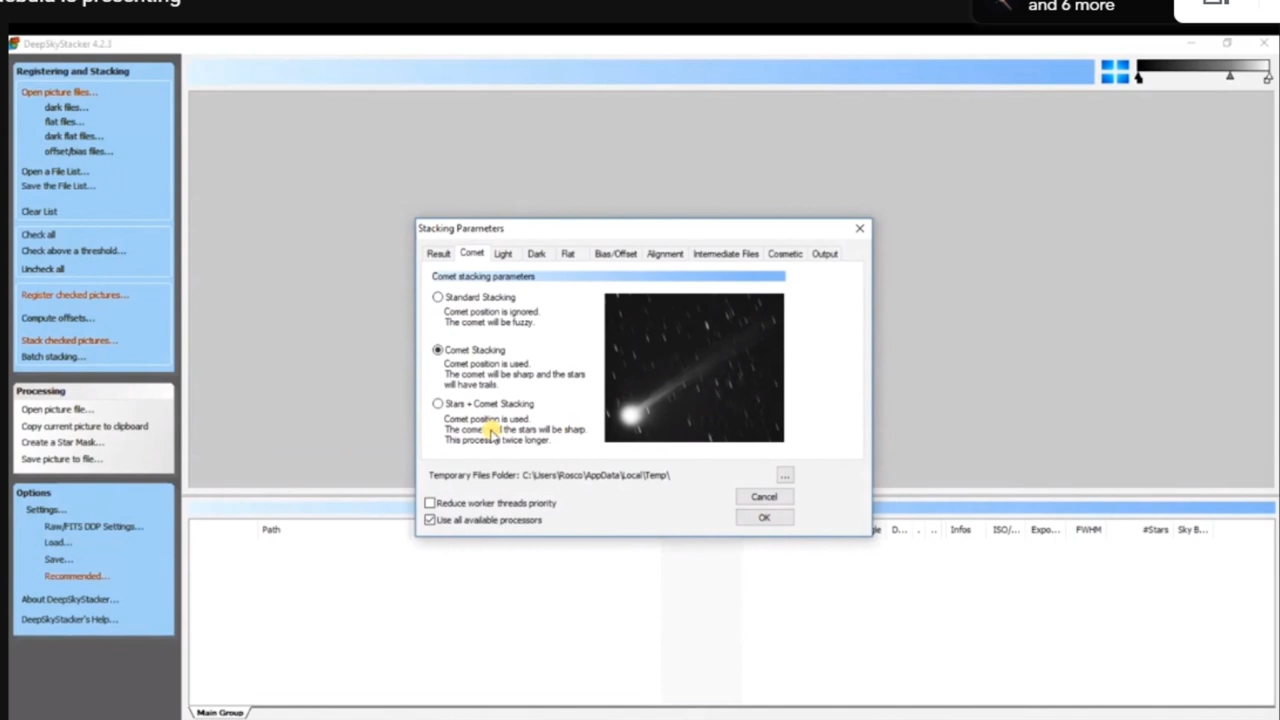 is presenting
and 6 more
DeepSkyStacker 4.2.3
Registering and Stacking
Open picture files...
dark files...
flat files...
dark flat files...
offset/bias files...
Open a File List...
Save the File List...
Clear List
Check all
Check above a threshold...
Uncheck all
Register checked pictures...
Compute offsets...
Stack checked pictures...
Batch stacking...
Processing
Open picture file...
Copy current picture to clipboard
Create a Star Mask...
Save picture to file...
Options
Settings...
Raw/FITS DDP Settings...
Load...
Save...
Recommended...
About DeepSkyStacker...
DeepSkyStacker's Help...
Stacking Parameters
Result Comet Light Dark Flat Bias/Offset Alignment Intermediate Files Cosmetic Output
Comet stacking parameters
Standard Stacking
Comet position is ignored.
The comet will be fuzzy.
Comet Stacking
Comet position is used.
The comet will be sharp and the stars
will have trails.
Stars + Comet Stacking
Comet position is used.
The the stars will be sharp.
This twice longer.
Temporary Files Folder: C:\Users\Rosco\AppData\Local\Temp\
...
Reduce worker threads priority
Cancel
Use all available processors
OK
Path D... . .. Infos ISO/... Expo... FWHM #Stars Sky B...
Main Group